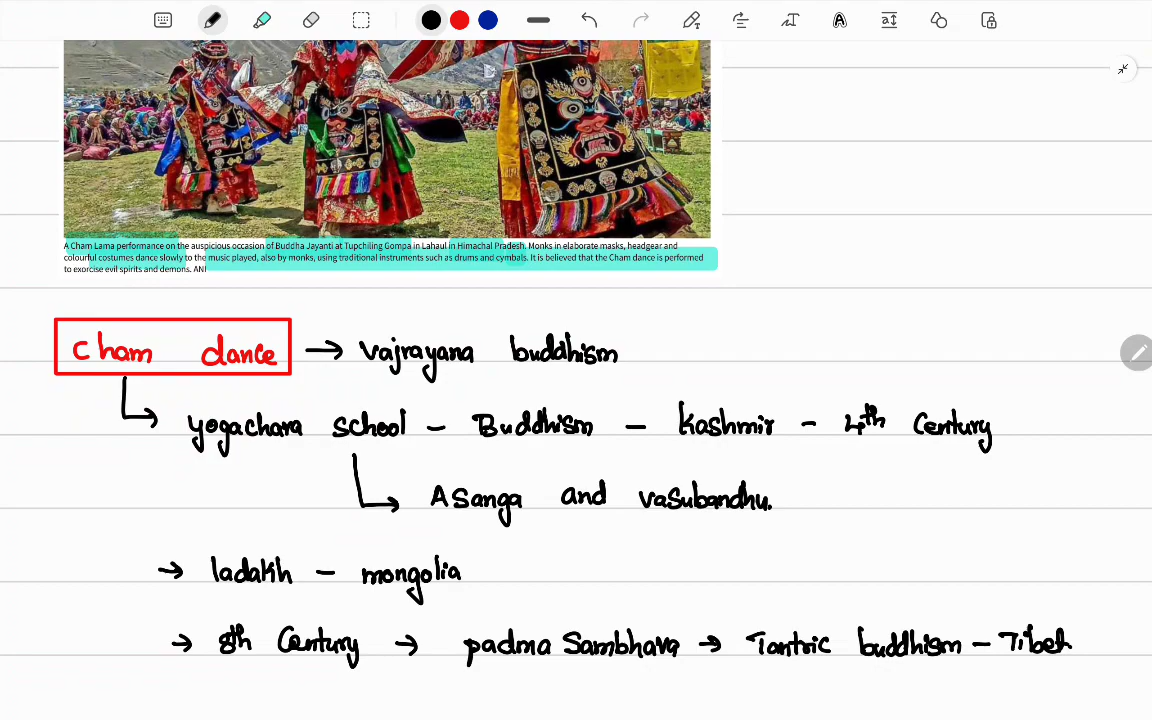 A Cham Lama performance on the auspicious occasion of Buddha Jayanti at Tupchiling Gompa in Lahaul in Himachal Pradesh. Monks in elaborate masks, headgear and
colourful costumes dance slowly to the music played, also by monks, using traditional instruments such as drums and cymbals. It is believed that the Cham dance is performed
to exorcise evil spirits and demons. ANI
Cham dance → Vajrayana buddhism
yogachara school - Buddhism - Kashmir - 4th Century
Asanga and vasubandhu.
→ ladakh - mongolia
→ 8th Century → padma Sambhava → Tantric buddhism - Tibet